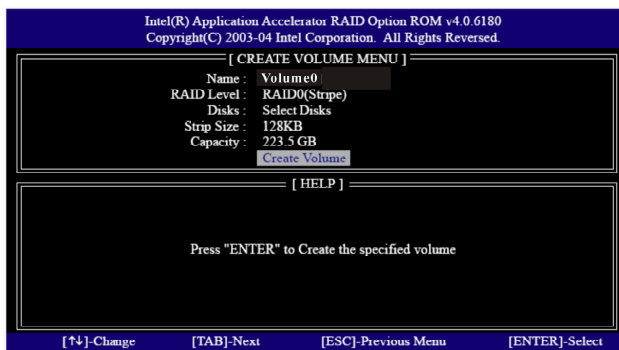 Intel(R) Application Accelerator RAID Option ROM v4.0.6180
Copyright(C) 2003-04 Intel Corporation. All Rights Reversed.
[ CREATE VOLUME MENU ]
Name : Volume0
RAID Level : RAID0(Stripe)
Disks : Select Disks
Strip Size : 128KB
Capacity : 223.5 GB
Create Volume
[ HELP ]
Press "ENTER" to Create the specified volume
[↑↓]-Change [TAB]-Next [ESC]-Previous Menu [ENTER]-Select